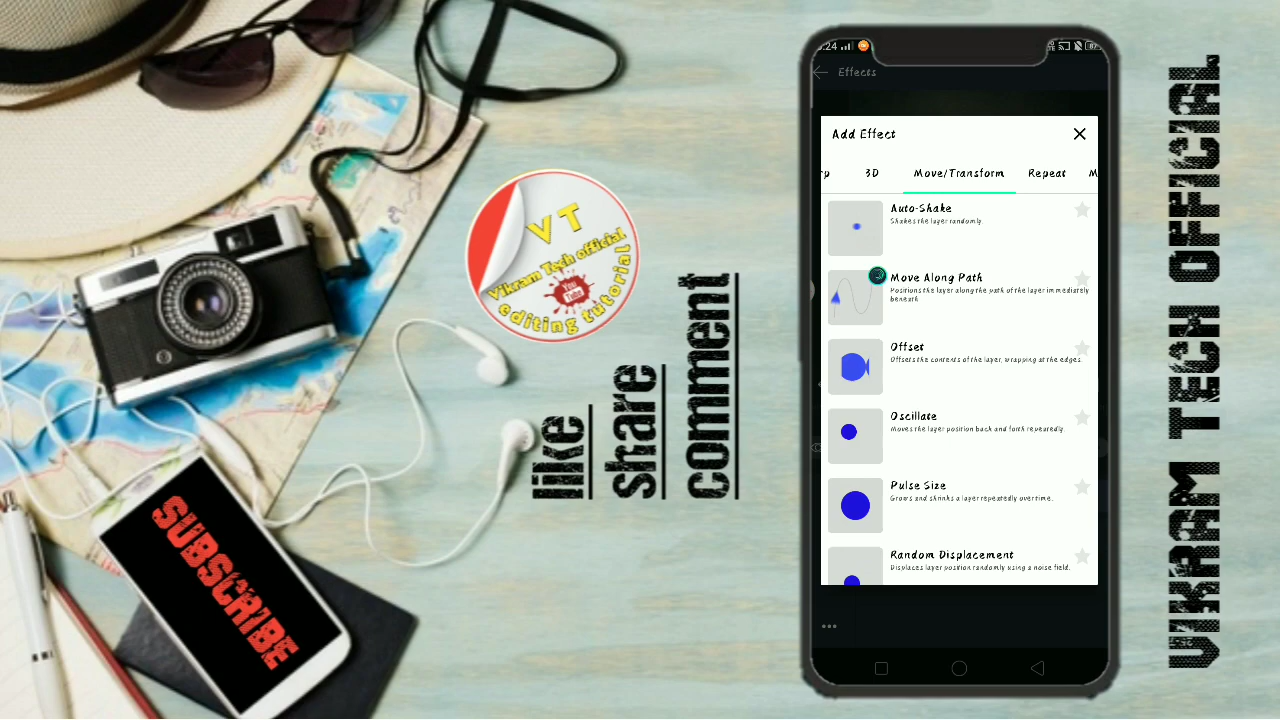 SUBSCRIBE
VT
Vikram Tech official
You
Tube
editing tutorial
like
share
comment
:24
Effects
Add Effect
rp
3D
Move/Transform
Repeat
M
Auto-Shake
Shakes the layer randomly.
Move Along Path
Positions the layer along the path of the layer immediately
beneath.
Offset
Offsets the contents of the layer, wrapping at the edges.
Oscillate
Moves the layer position back and forth repeatedly.
Pulse Size
Grows and shrinks a layer repeatedly over time.
Random Displacement
Displaces layer position randomly using a noise field.
VIKRAM TECH OFFICIAL